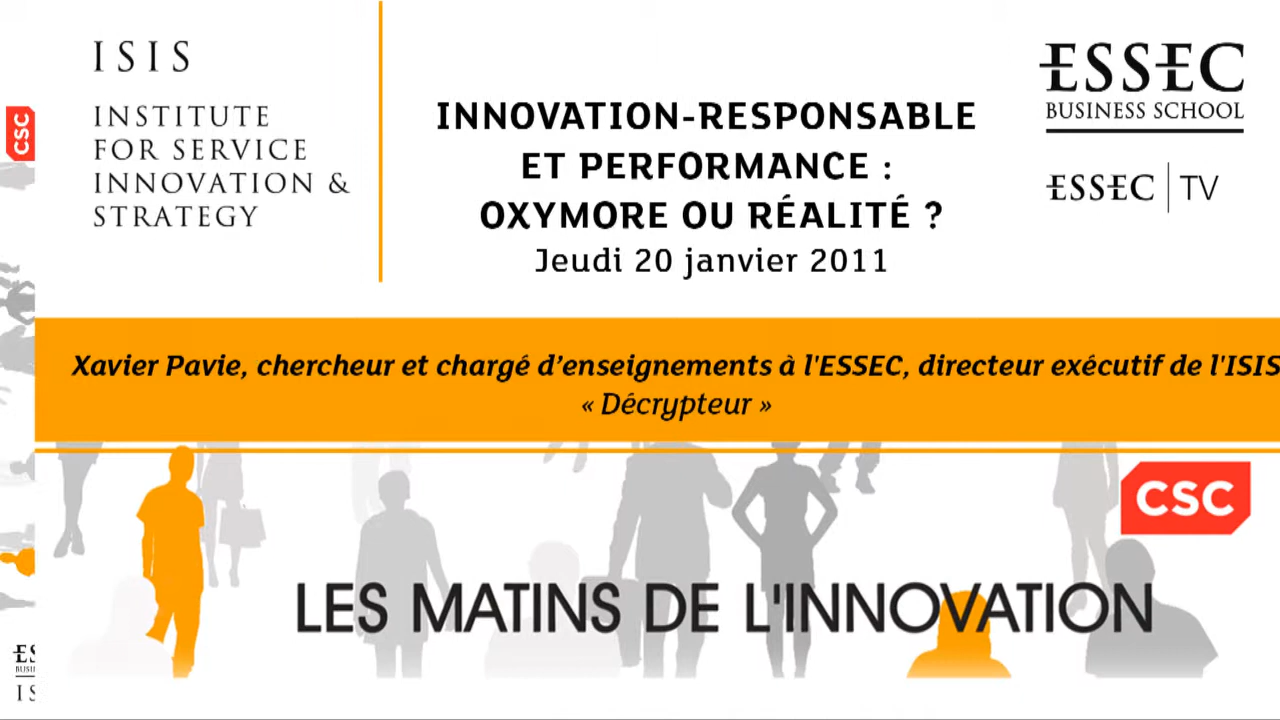 ISIS
INSTITUTE
FOR SERVICE
INNOVATION &
STRATEGY
CSC
INNOVATION-RESPONSABLE
ET PERFORMANCE :
OXYMORE OU RÉALITÉ ?
Jeudi 20 janvier 2011
ESSEC
BUSINESS SCHOOL
ESSEC | TV
Xavier Pavie, chercheur et chargé d'enseignements à l'ESSEC, directeur exécutif de l'ISIS
« Décrypteur »
CSC
LES MATINS DE L'INNOVATION